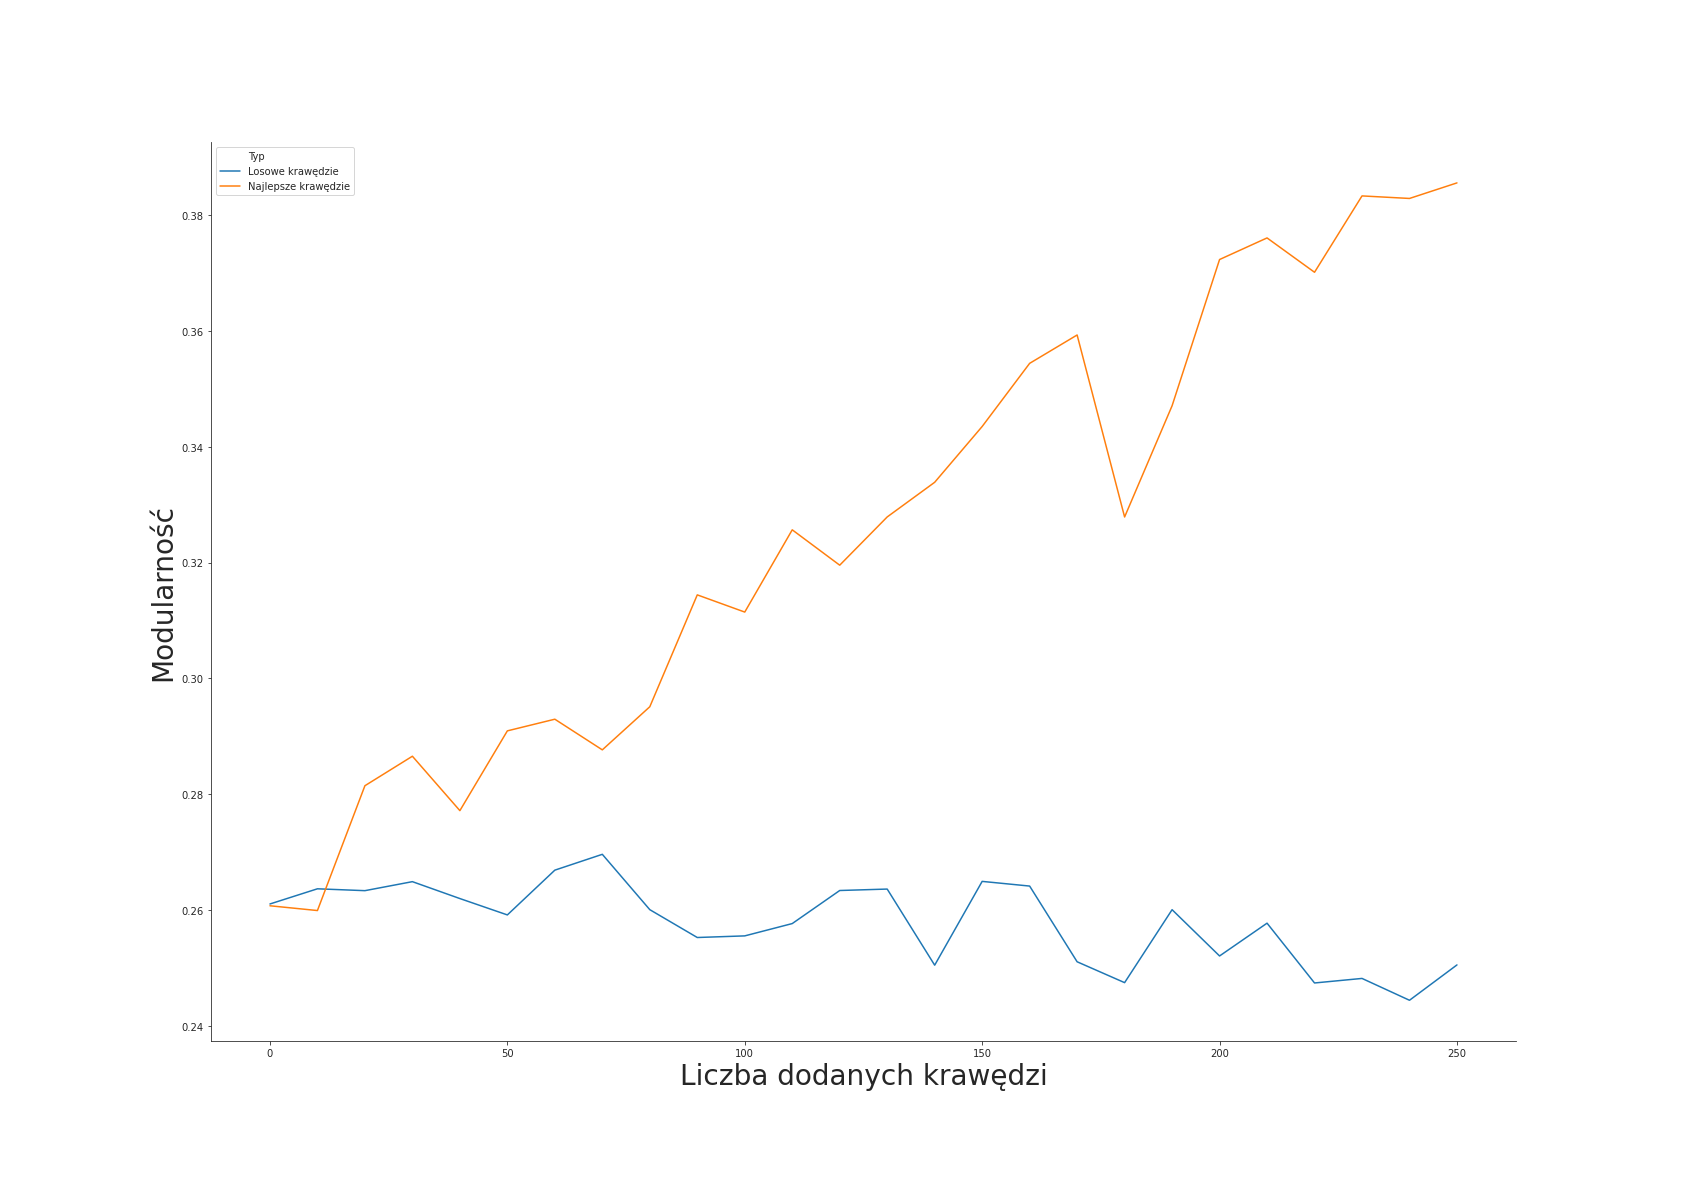 Typ
Losowe krawędzie
Najlepsze krawędzie
0.38
0.36
0.34
0.32
0.30
0.28
0.26
0.24
Modularność
0 50 100 150 200 250
Liczba dodanych krawędzi